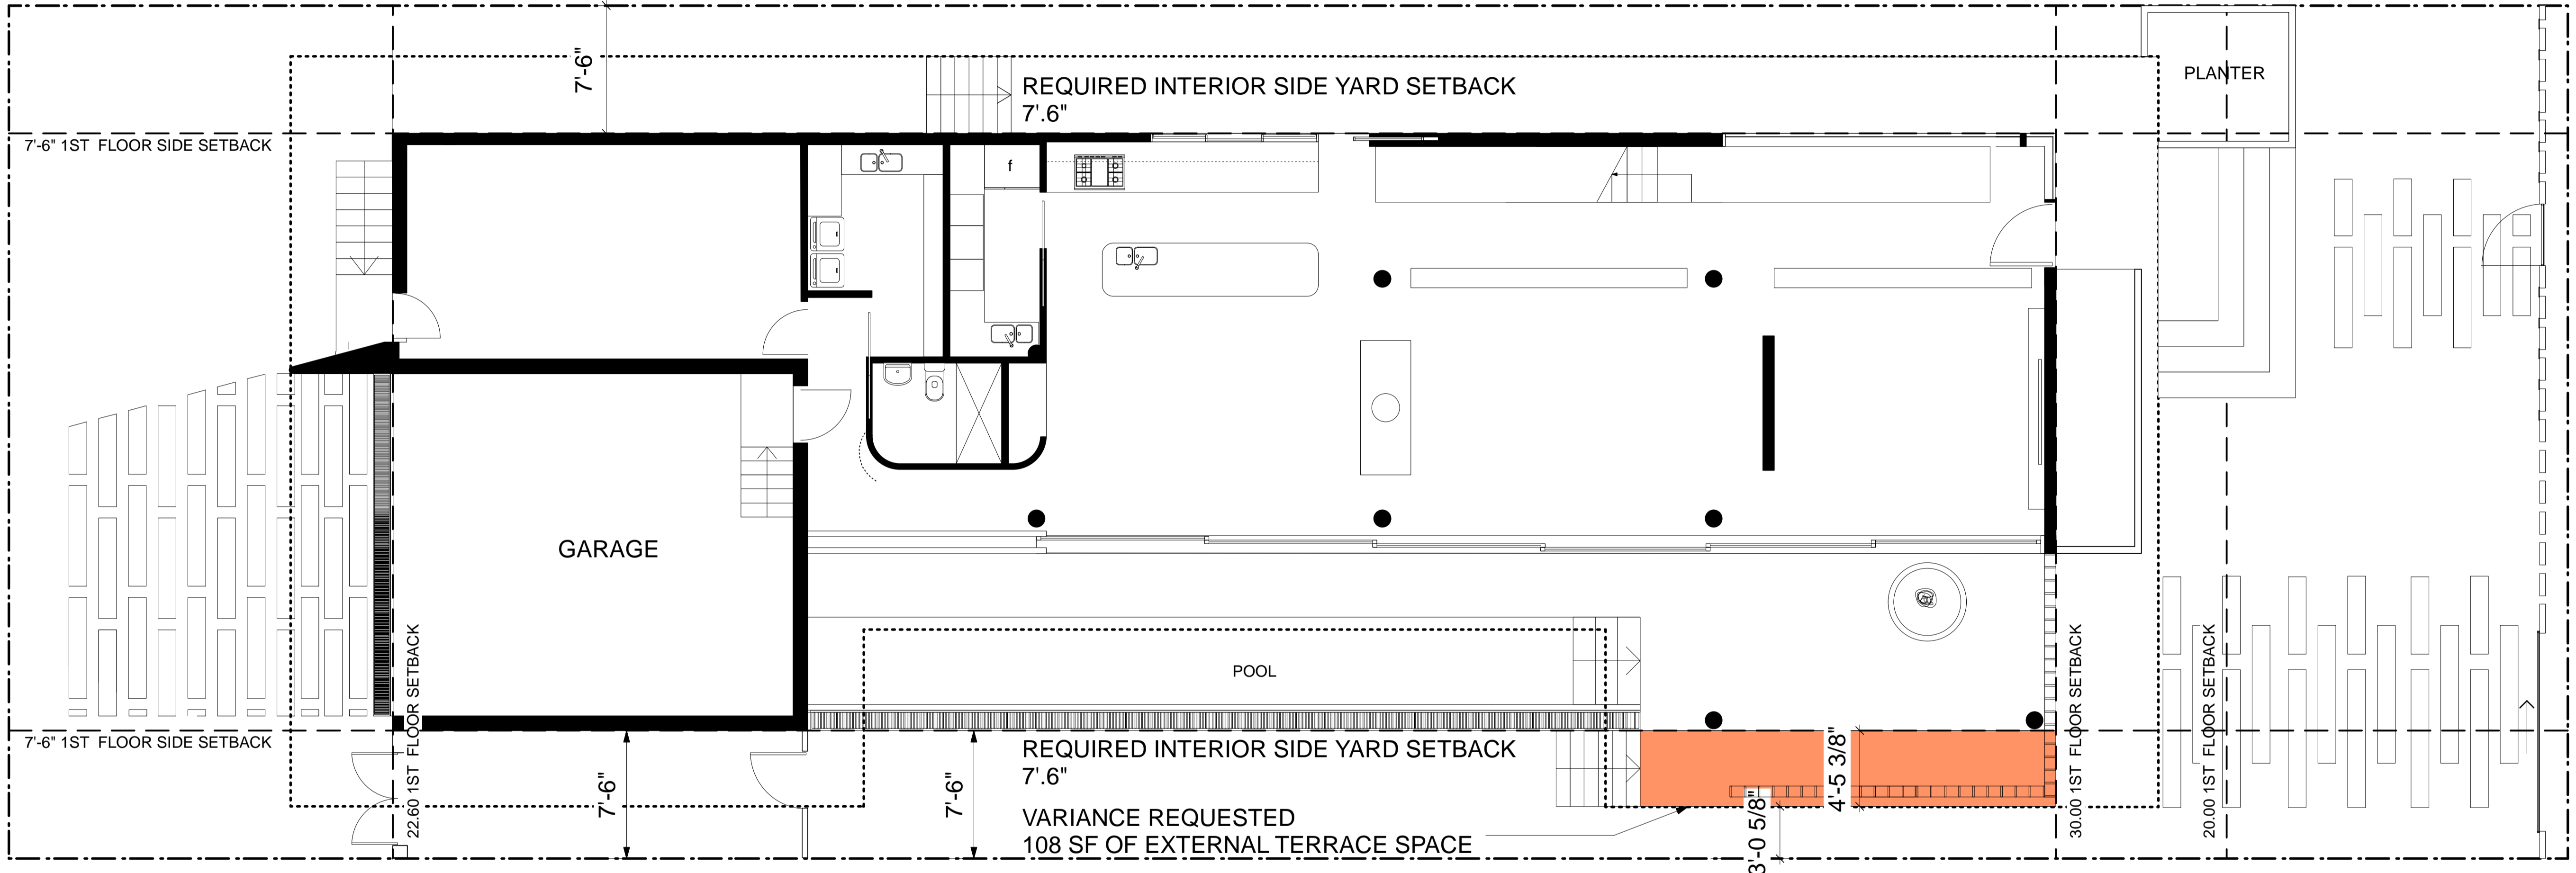 7'-6"
REQUIRED INTERIOR SIDE YARD SETBACK
7'.6"
PLANTER
7'-6" 1ST FLOOR SIDE SETBACK
f
GARAGE
POOL
22.60 1ST FLOOR SETBACK
30.00 1ST FLOOR SETBACK
20.00 1ST FLOOR SETBACK
7'-6" 1ST FLOOR SIDE SETBACK
7'-6"
7'-6"
REQUIRED INTERIOR SIDE YARD SETBACK
7'.6"
VARIANCE REQUESTED
108 SF OF EXTERNAL TERRACE SPACE
4'-5 3/8"
3'-0 5/8"